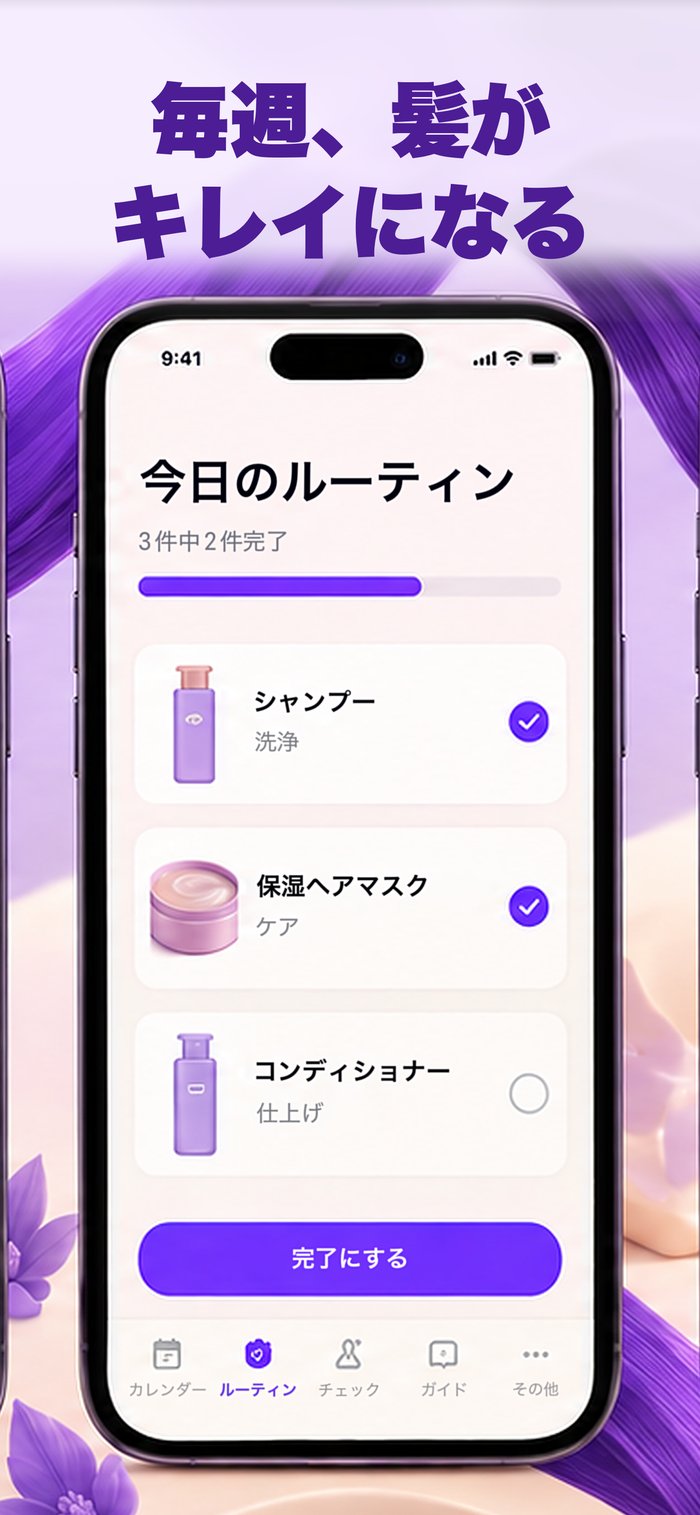 毎週、髪が
キレイになる
9:41
今日のルーティン
3件中2件完了
シャンプー
洗浄
保湿ヘアマスク
ケア
コンディショナー
仕上げ
完了にする
カレンダー ルーティン チェック ガイド その他